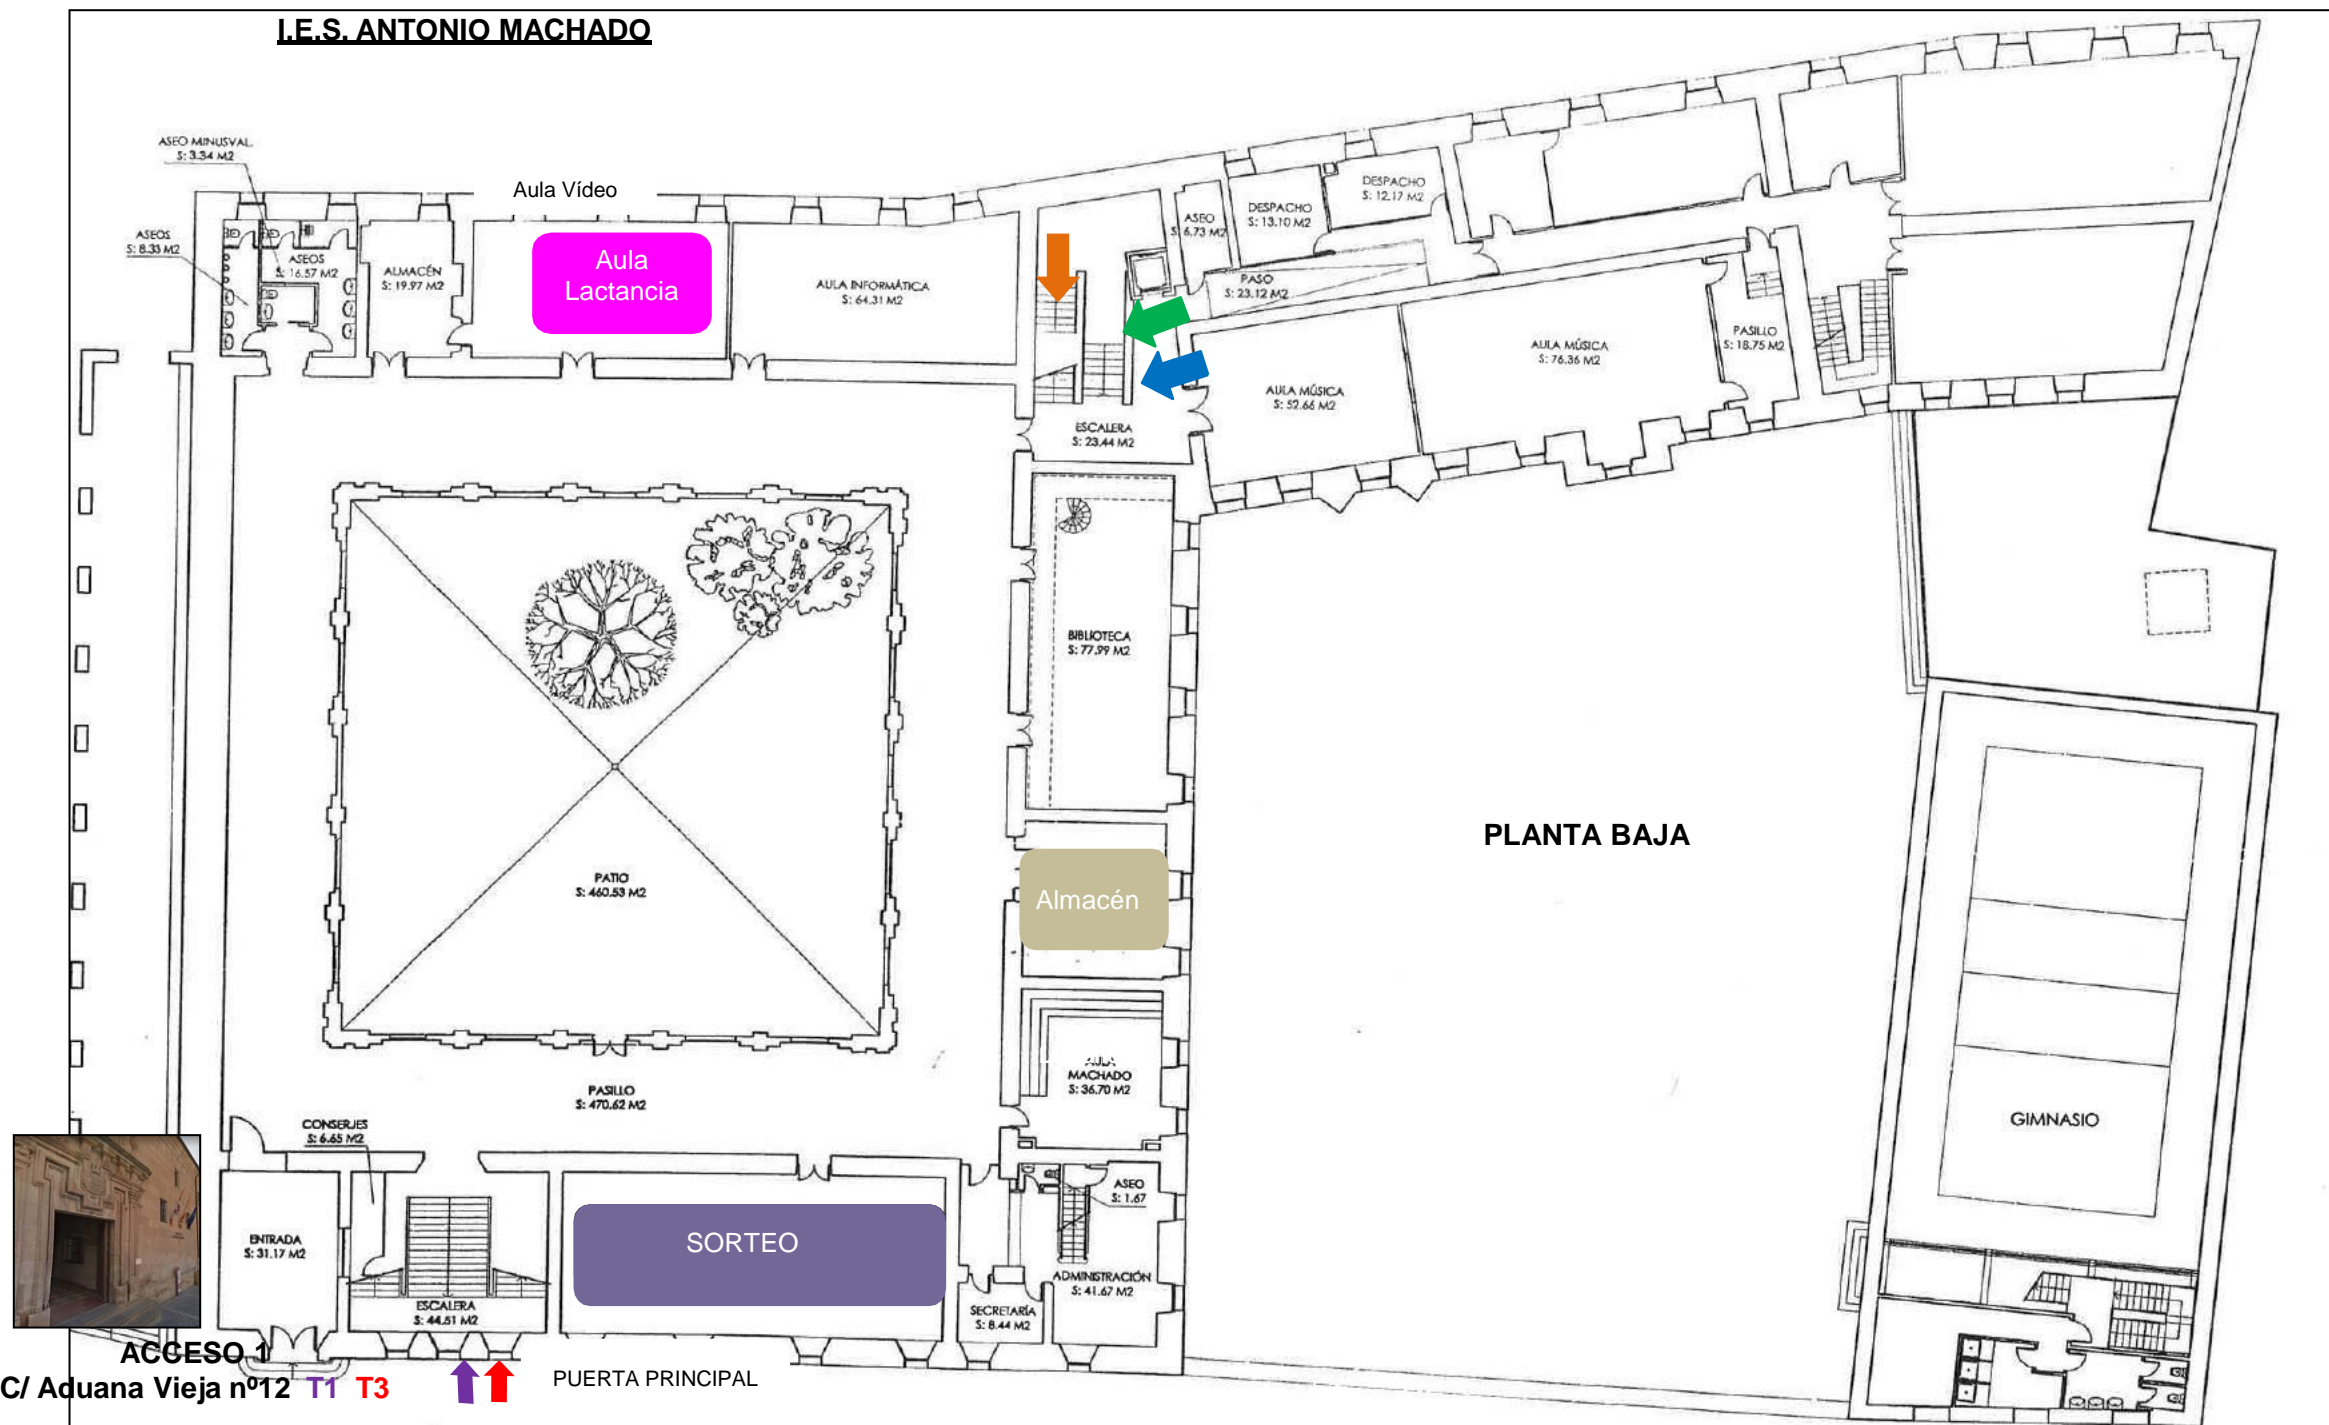 I.E.S. ANTONIO MACHADO
ASEO MINUSVAL.
S: 3.34 M2
Aula Vídeo
ASEOS
S: 8.33 M2
ASEOS
S: 16.57 M2
ALMACÉN
S: 19.97 M2
Aula
Lactancia
AULA INFORMÁTICA
S: 64.31 M2
ASEO
S: 6.73 M2
DESPACHO
S: 13.10 M2
DESPACHO
S: 12.17 M2
PASO
S: 23.12 M2
AULA MÚSICA
S: 52.66 M2
AULA MÚSICA
S: 76.36 M2
PASILLO
S: 18.75 M2
ESCALERA
S: 23.44 M2
BIBLIOTECA
S: 77.99 M2
PLANTA BAJA
PATIO
S: 460.53 M2
Almacén
AULA
MACHADO
S: 36.70 M2
PASILLO
S: 470.62 M2
CONSERJES
S: 6.65 M2
GIMNASIO
ASEO
S: 1.67
ENTRADA
S: 31.17 M2
SORTEO
ESCALERA
S: 44.51 M2
SECRETARÍA
S: 8.44 M2
ADMINISTRACIÓN
S: 41.67 M2
ACCESO 1
C/ Aduana Vieja nº12 T1 T3
PUERTA PRINCIPAL